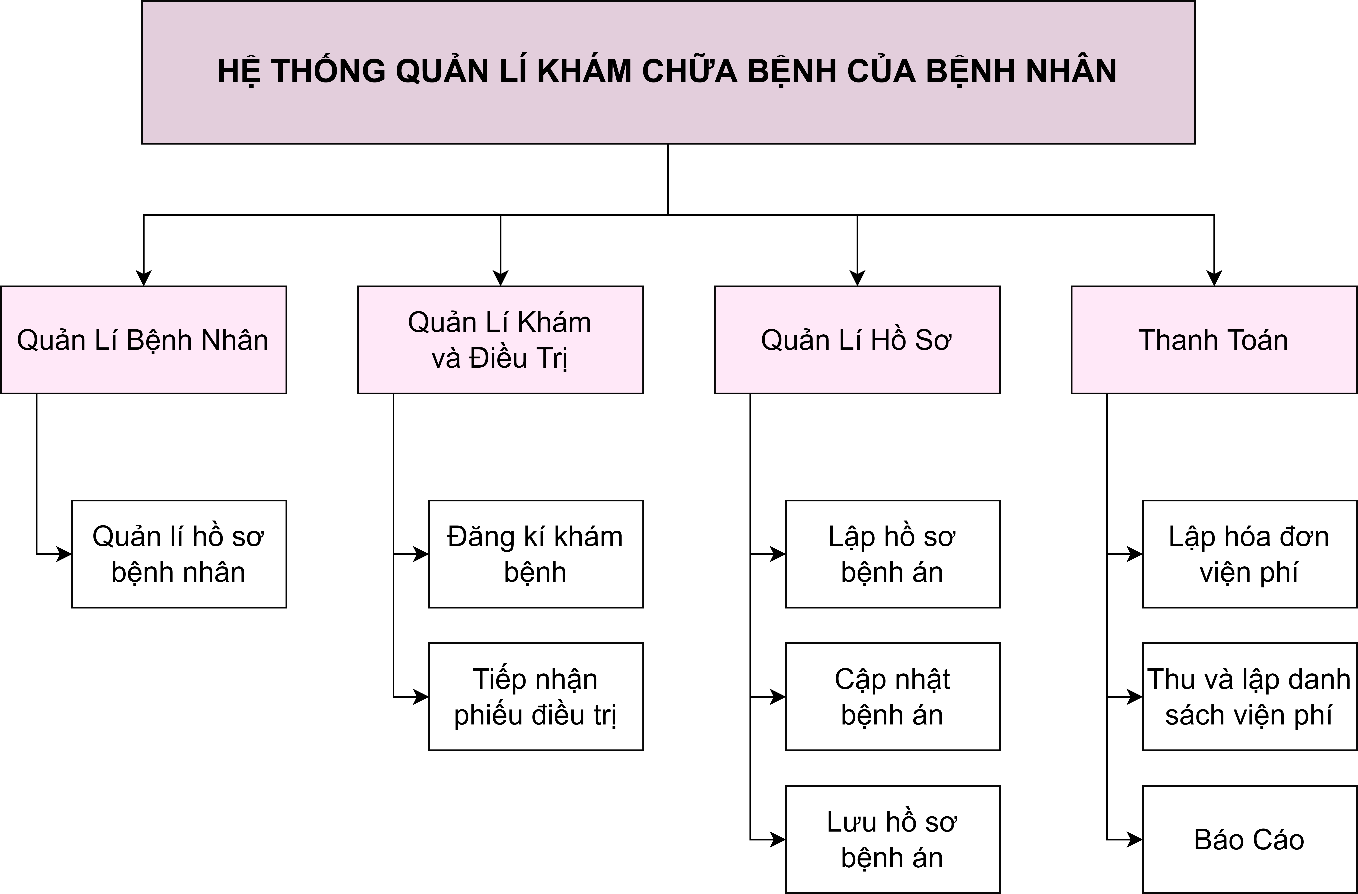 HỆ THỐNG QUẢN LÍ KHÁM CHỮA BỆNH CỦA BỆNH NHÂN
Quản Lí Bệnh Nhân
Quản Lí Khám
và Điều Trị
Quản Lí Hồ Sơ
Thanh Toán
Quản lí hồ sơ
bệnh nhân
Đăng kí khám
bệnh
Lập hồ sơ
bệnh án
Lập hóa đơn
viện phí
Tiếp nhận
phiếu điều trị
Cập nhật
bệnh án
Thu và lập danh
sách viện phí
Lưu hồ sơ
bệnh án
Báo Cáo